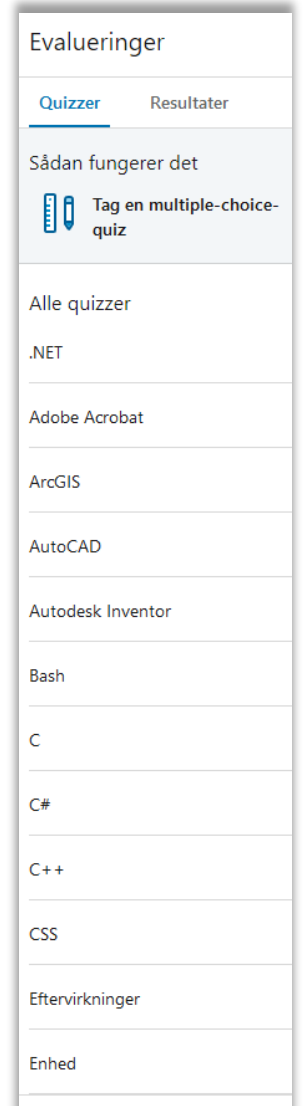 Evalueringer
Quizzer Resultater
Sådan fungerer det
Tag en multiple-choice-
quiz
Alle quizzer
.NET
Adobe Acrobat
ArcGIS
AutoCAD
Autodesk Inventor
Bash
C
C#
C++
CSS
Eftervirkninger
Enhed